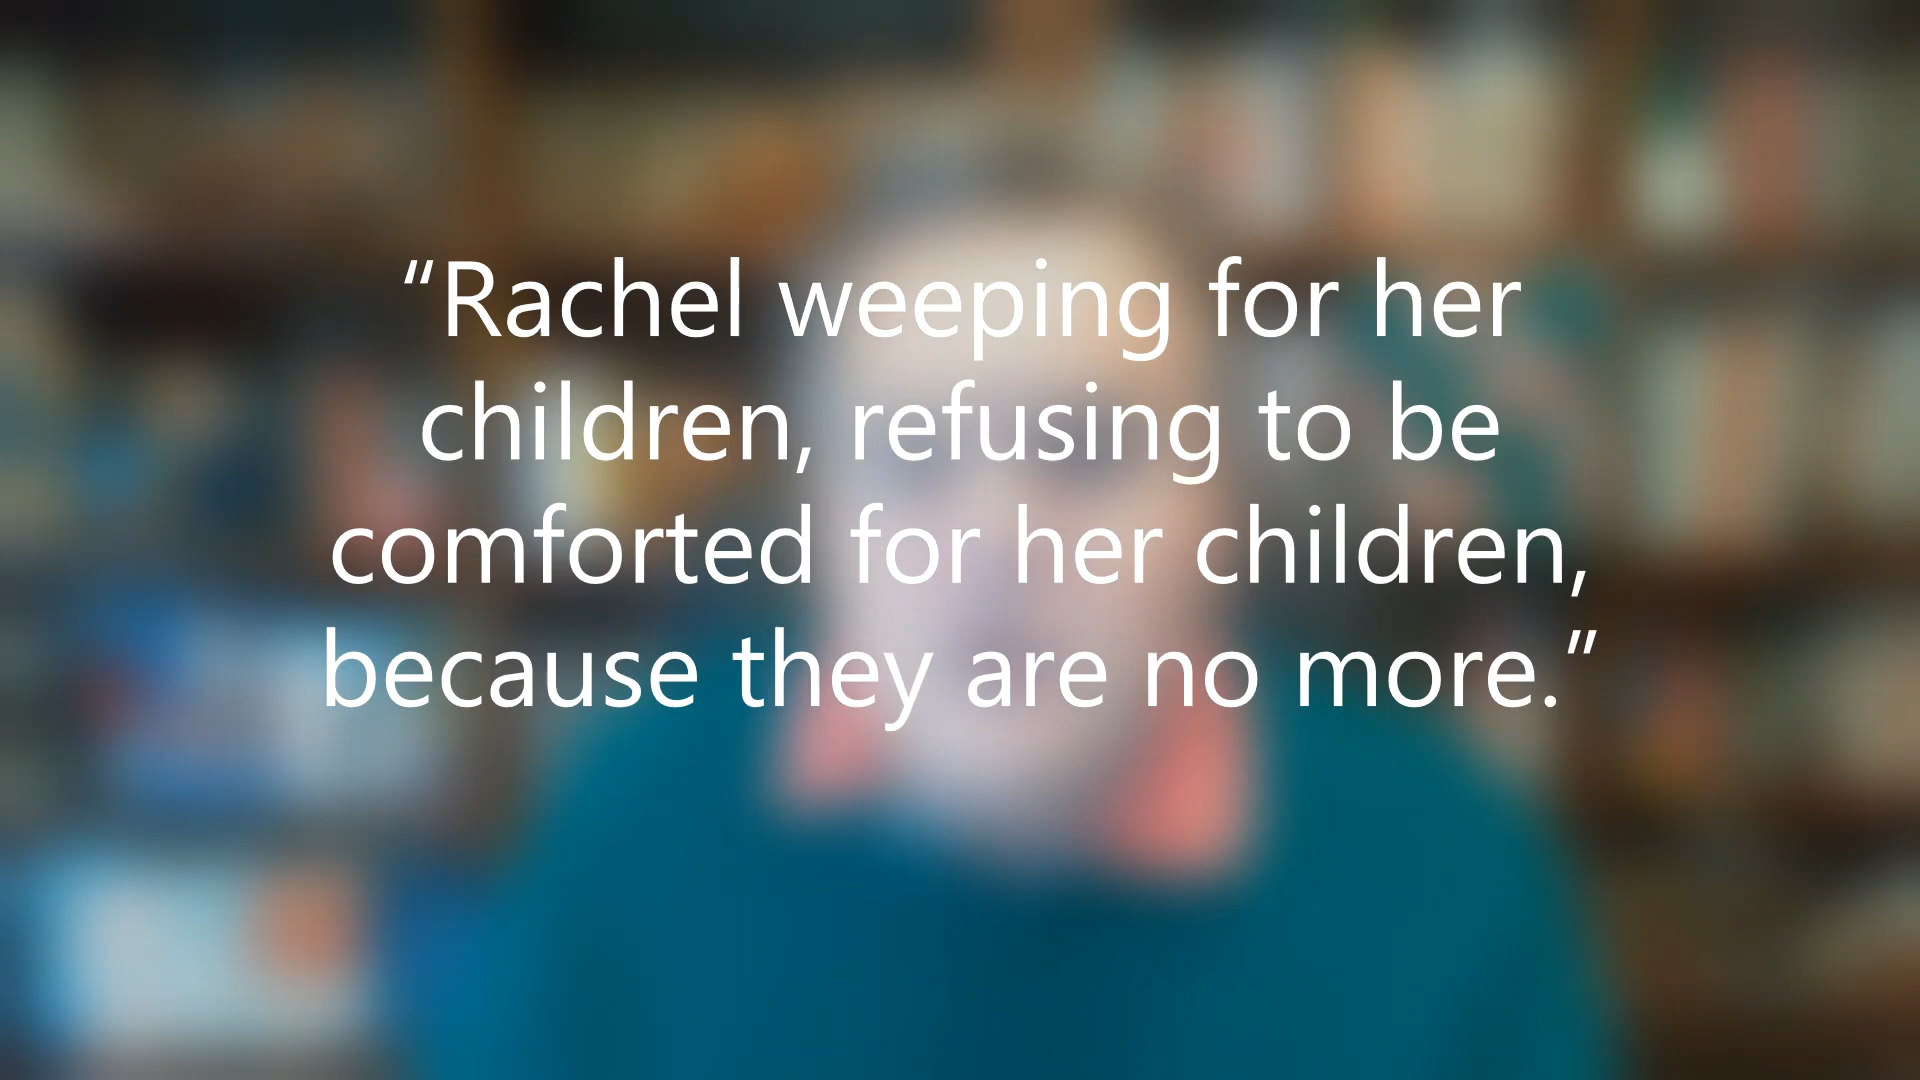 “Rachel weeping for her
children, refusing to be
comforted for her children,
because they are no more.”